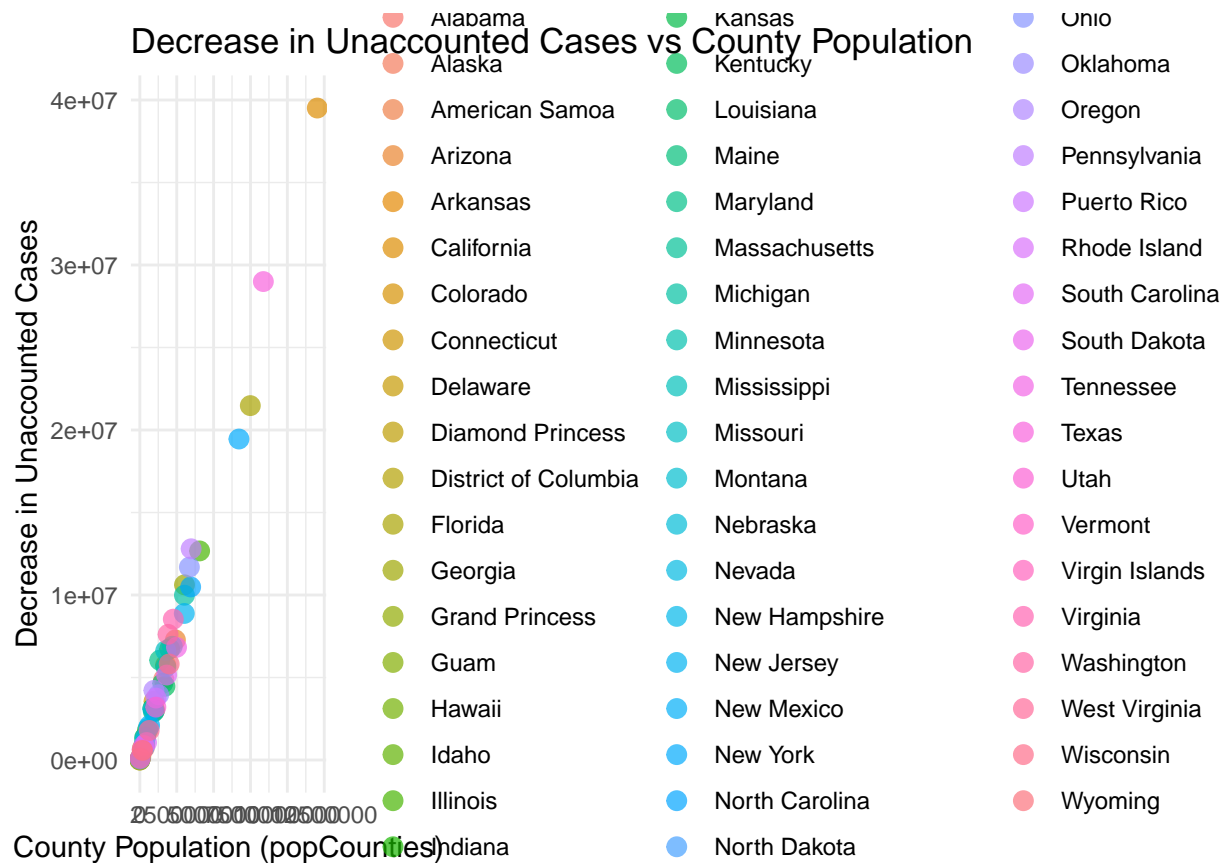 Decrease in Unaccounted Cases vs County Population
Decrease in Unaccounted Cases
4e+07
3e+07
2e+07
1e+07
0e+00
0
County Population (popCounties)
Alabama
Alaska
American Samoa
Arizona
Arkansas
California
Colorado
Connecticut
Delaware
Diamond Princess
District of Columbia
Florida
Georgia
Grand Princess
Guam
Hawaii
Idaho
Illinois
Indiana
Kansas
Kentucky
Louisiana
Maine
Maryland
Massachusetts
Michigan
Minnesota
Mississippi
Missouri
Montana
Nebraska
Nevada
New Hampshire
New Jersey
New Mexico
New York
North Carolina
North Dakota
Ohio
Oklahoma
Oregon
Pennsylvania
Puerto Rico
Rhode Island
South Carolina
South Dakota
Tennessee
Texas
Utah
Vermont
Virgin Islands
Virginia
Washington
West Virginia
Wisconsin
Wyoming